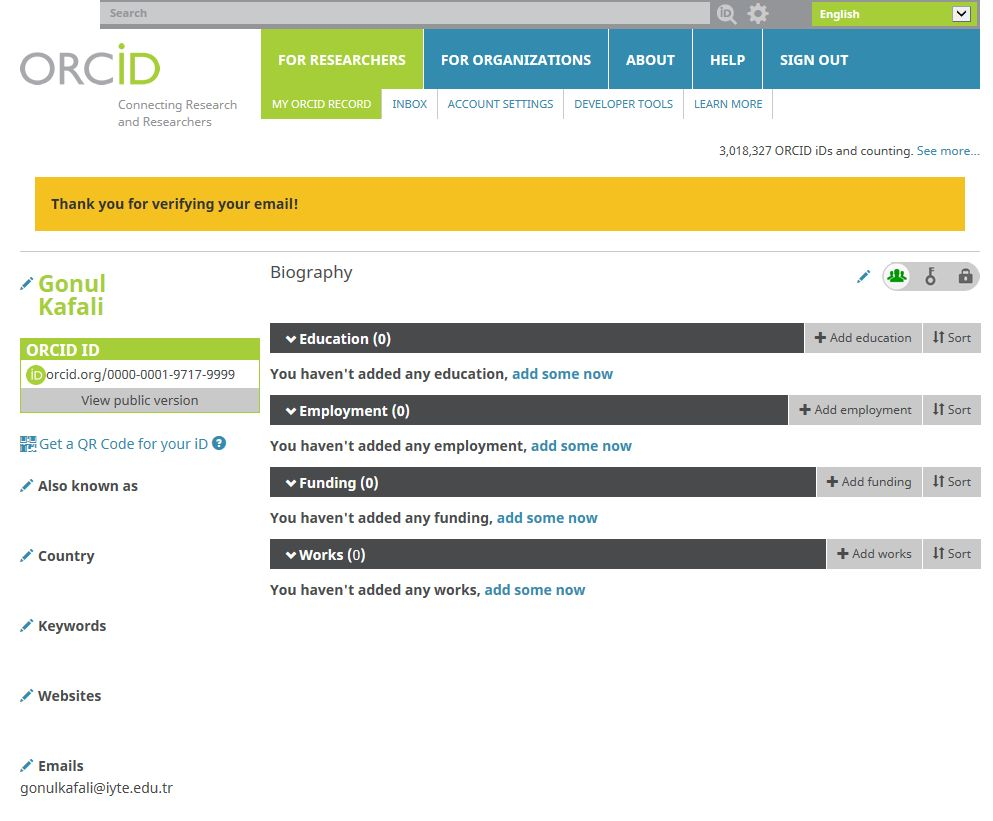 Search
English
ORCID
Connecting Research
and Researchers
FOR RESEARCHERS
FOR ORGANIZATIONS
ABOUT
HELP
SIGN OUT
MY ORCID RECORD
INBOX
ACCOUNT SETTINGS
DEVELOPER TOOLS
LEARN MORE
3,018,327 ORCID iDs and counting. See more...
Thank you for verifying your email!
Gonul
Kafali
ORCID ID
iD orcid.org/0000-0001-9717-9999
View public version
Get a QR Code for your iD ?
Also known as
Country
Keywords
Websites
Emails
gonulkafali@iyte.edu.tr
Biography
Education (0)
Add education
Sort
You haven't added any education, add some now
Employment (0)
Add employment
Sort
You haven't added any employment, add some now
Funding (0)
Add funding
Sort
You haven't added any funding, add some now
Works (0)
Add works
Sort
You haven't added any works, add some now